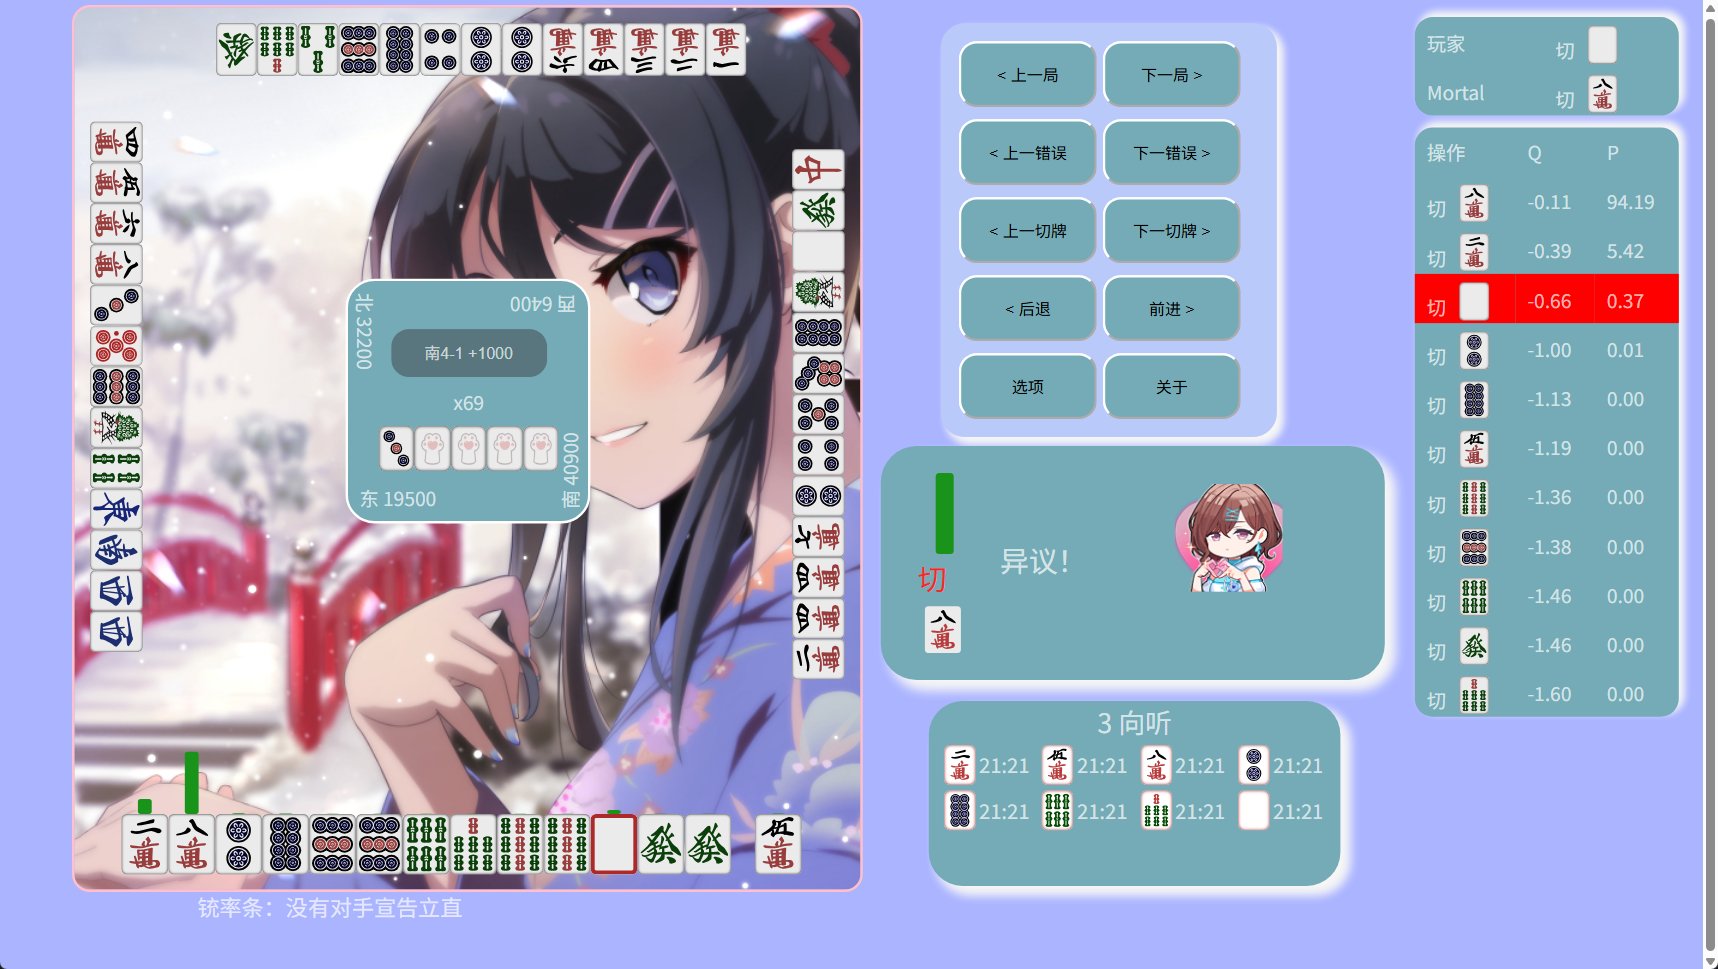 北 32200
西 6400
南4-1 +1000
x69
东 19500
南 40900
铳率条：没有对手宣告立直
< 上一局
下一局 >
< 上一错误
下一错误 >
< 上一切牌
下一切牌 >
< 后退
前进 >
选项
关于
切
异议！
3 向听
21:21 21:21 21:21 21:21
21:21 21:21 21:21 21:21
玩家 切
Mortal 切
操作 Q P
切 -0.11 94.19
切 -0.39 5.42
切 -0.66 0.37
切 -1.00 0.01
切 -1.13 0.00
切 -1.19 0.00
切 -1.36 0.00
切 -1.38 0.00
切 -1.46 0.00
切 -1.46 0.00
切 -1.60 0.00